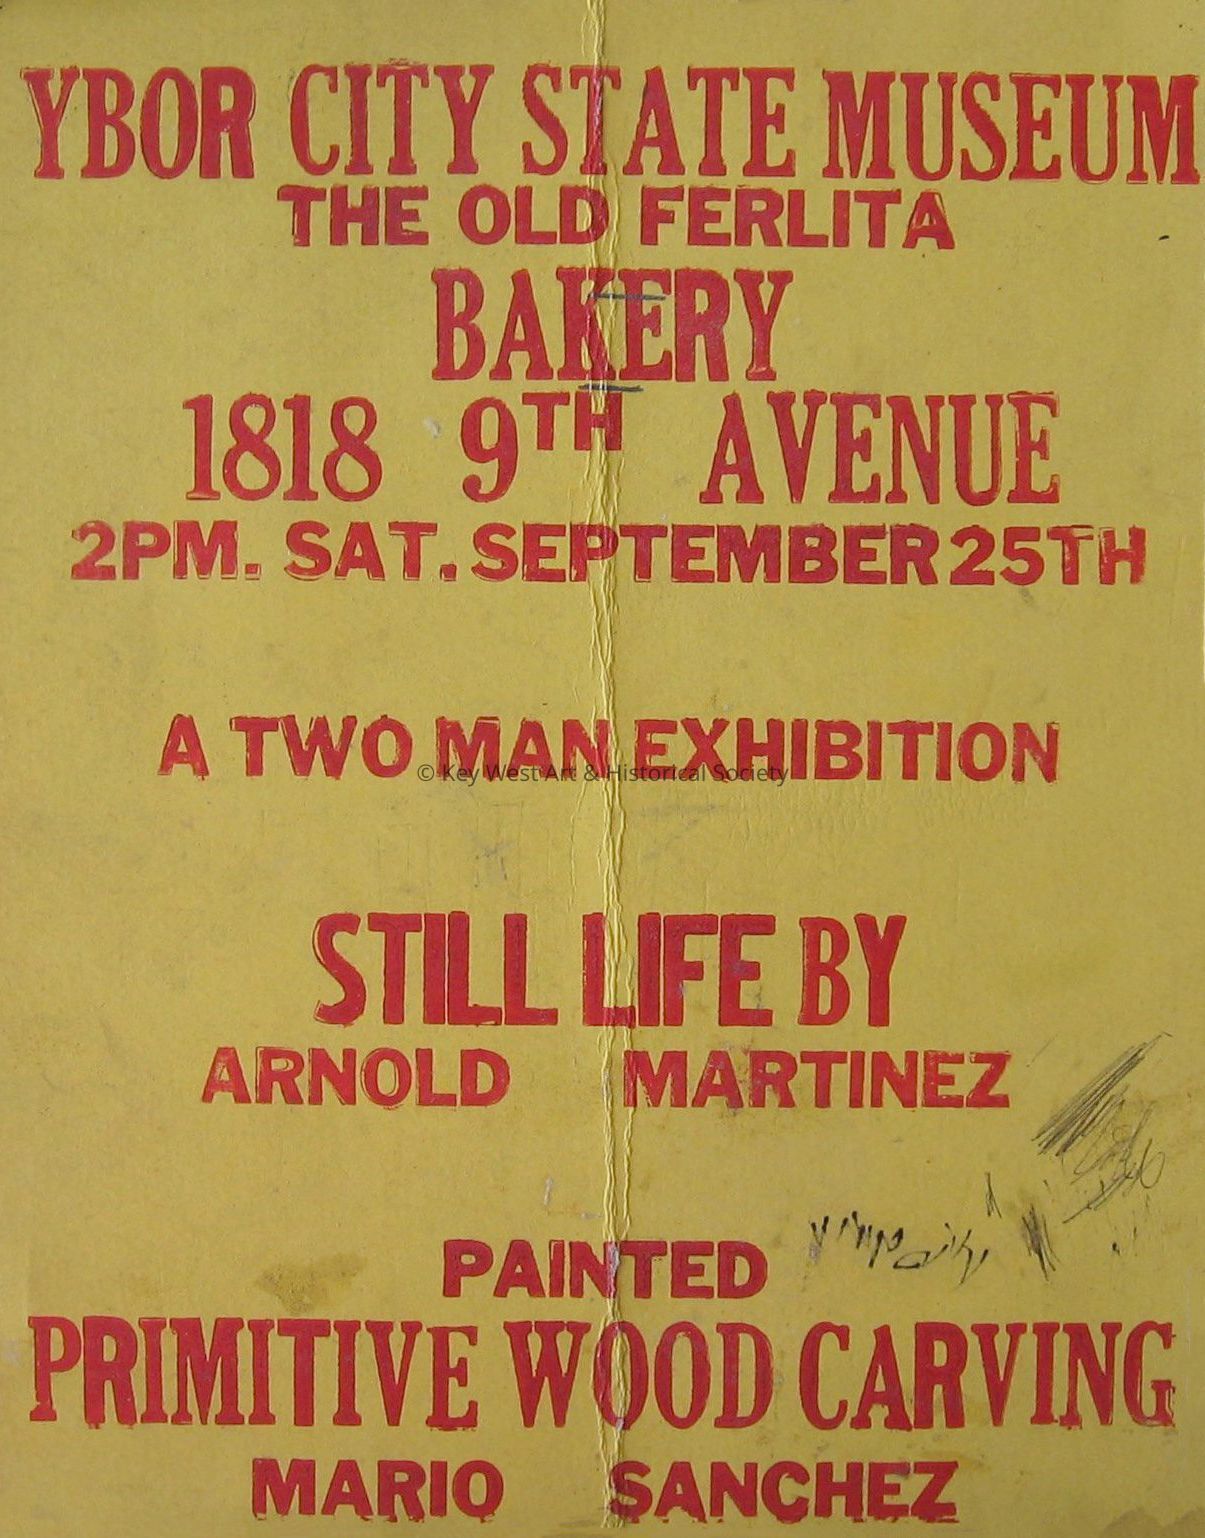 YBOR CITY STATE MUSEUM
THE OLD FERLITA
BAKERY
1818 9TH AVENUE
2PM. SAT. SEPTEMBER 25TH
A TWO MAN EXHIBITION
© Key West Art & Historical Society
STILL LIFE BY
ARNOLD MARTINEZ
PAINTED
PRIMITIVE WOOD CARVING
MARIO SANCHEZ